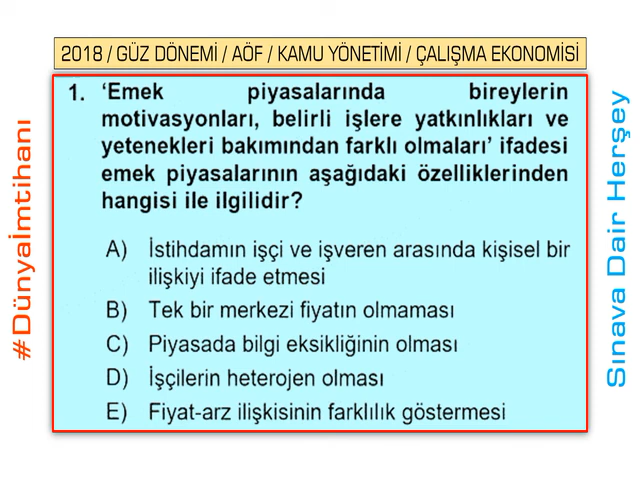 2018 / GÜZ DÖNEMİ / AÖF / KAMU YÖNETİMİ / ÇALIŞMA EKONOMİSİ
1. ‘Emek piyasalarında bireylerin
motivasyonları, belirli işlere yatkınlıkları ve
yetenekleri bakımından farklı olmaları’ ifadesi
emek piyasalarının aşağıdaki özelliklerinden
hangisi ile ilgilidir?
A) İstihdamın işçi ve işveren arasında kişisel bir
ilişkiyi ifade etmesi
B) Tek bir merkezi fiyatın olmaması
C) Piyasada bilgi eksikliğinin olması
D) İşçilerin heterojen olması
E) Fiyat-arz ilişkisinin farklılık göstermesi
#Dünyaİmtihanı
Sınava Dair Herşey